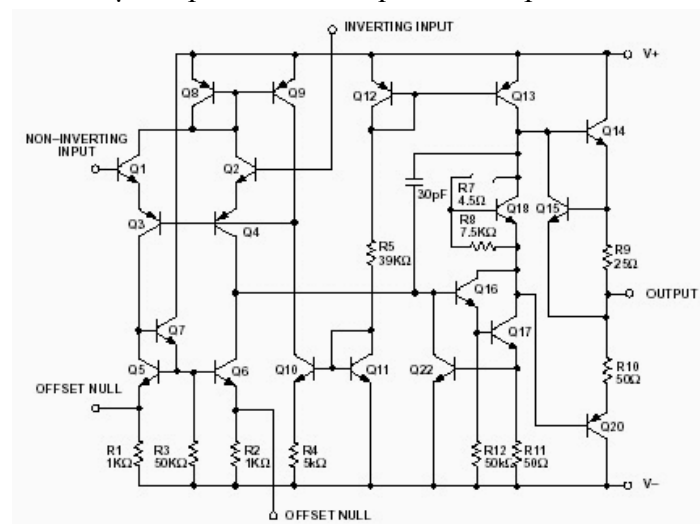 INVERTING INPUT
V+
Q8
Q9
Q12
Q13
Q14
NON–INVERTING
INPUT
Q1
Q2
30pF
R7
4.5Ω
Q18
Q15
R8
7.5KΩ
Q3
Q4
R5
39KΩ
R9
25Ω
Q16
OUTPUT
Q7
Q17
Q5
Q6
Q10
Q11
Q22
R10
50Ω
OFFSET NULL
Q20
R1
1KΩ
R3
50KΩ
R2
1KΩ
R4
5kΩ
R12
50kΩ
R11
50Ω
V–
OFFSET NULL